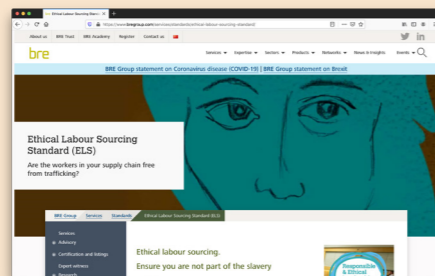 Ethical Labour Sourcing Stan
https://www.bregroup.com/services/standards/ethical-labour-sourcing-standard/
About us BRE Trust BRE Academy Register Contact us
bre
Services Expertise Sectors Products Networks News & Insights Events
BRE Group statement on Coronavirus disease (COVID-19) | BRE Group statement on Brexit
Ethical Labour Sourcing
Standard (ELS)
Are the workers in your supply chain free
from trafficking?
BRE Group Services Standards Ethical Labour Sourcing Standard (ELS)
Services
Advisory
Certification and listings
Expert witness
Research
Ethical labour sourcing.
Ensure you are not part of the slavery
Responsible
& Ethical